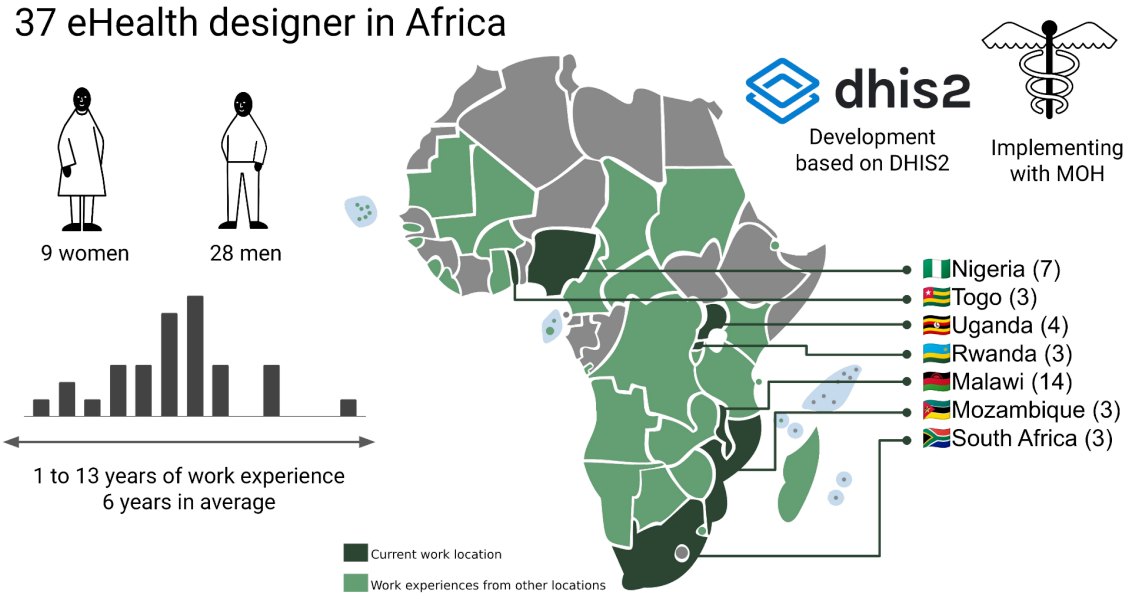 37 eHealth designer in Africa
dhis2
Development
based on DHIS2
Implementing
with MOH
9 women
28 men
Nigeria (7)
Togo (3)
Uganda (4)
Rwanda (3)
Malawi (14)
Mozambique (3)
South Africa (3)
1 to 13 years of work experience
6 years in average
Current work location
Work experiences from other locations